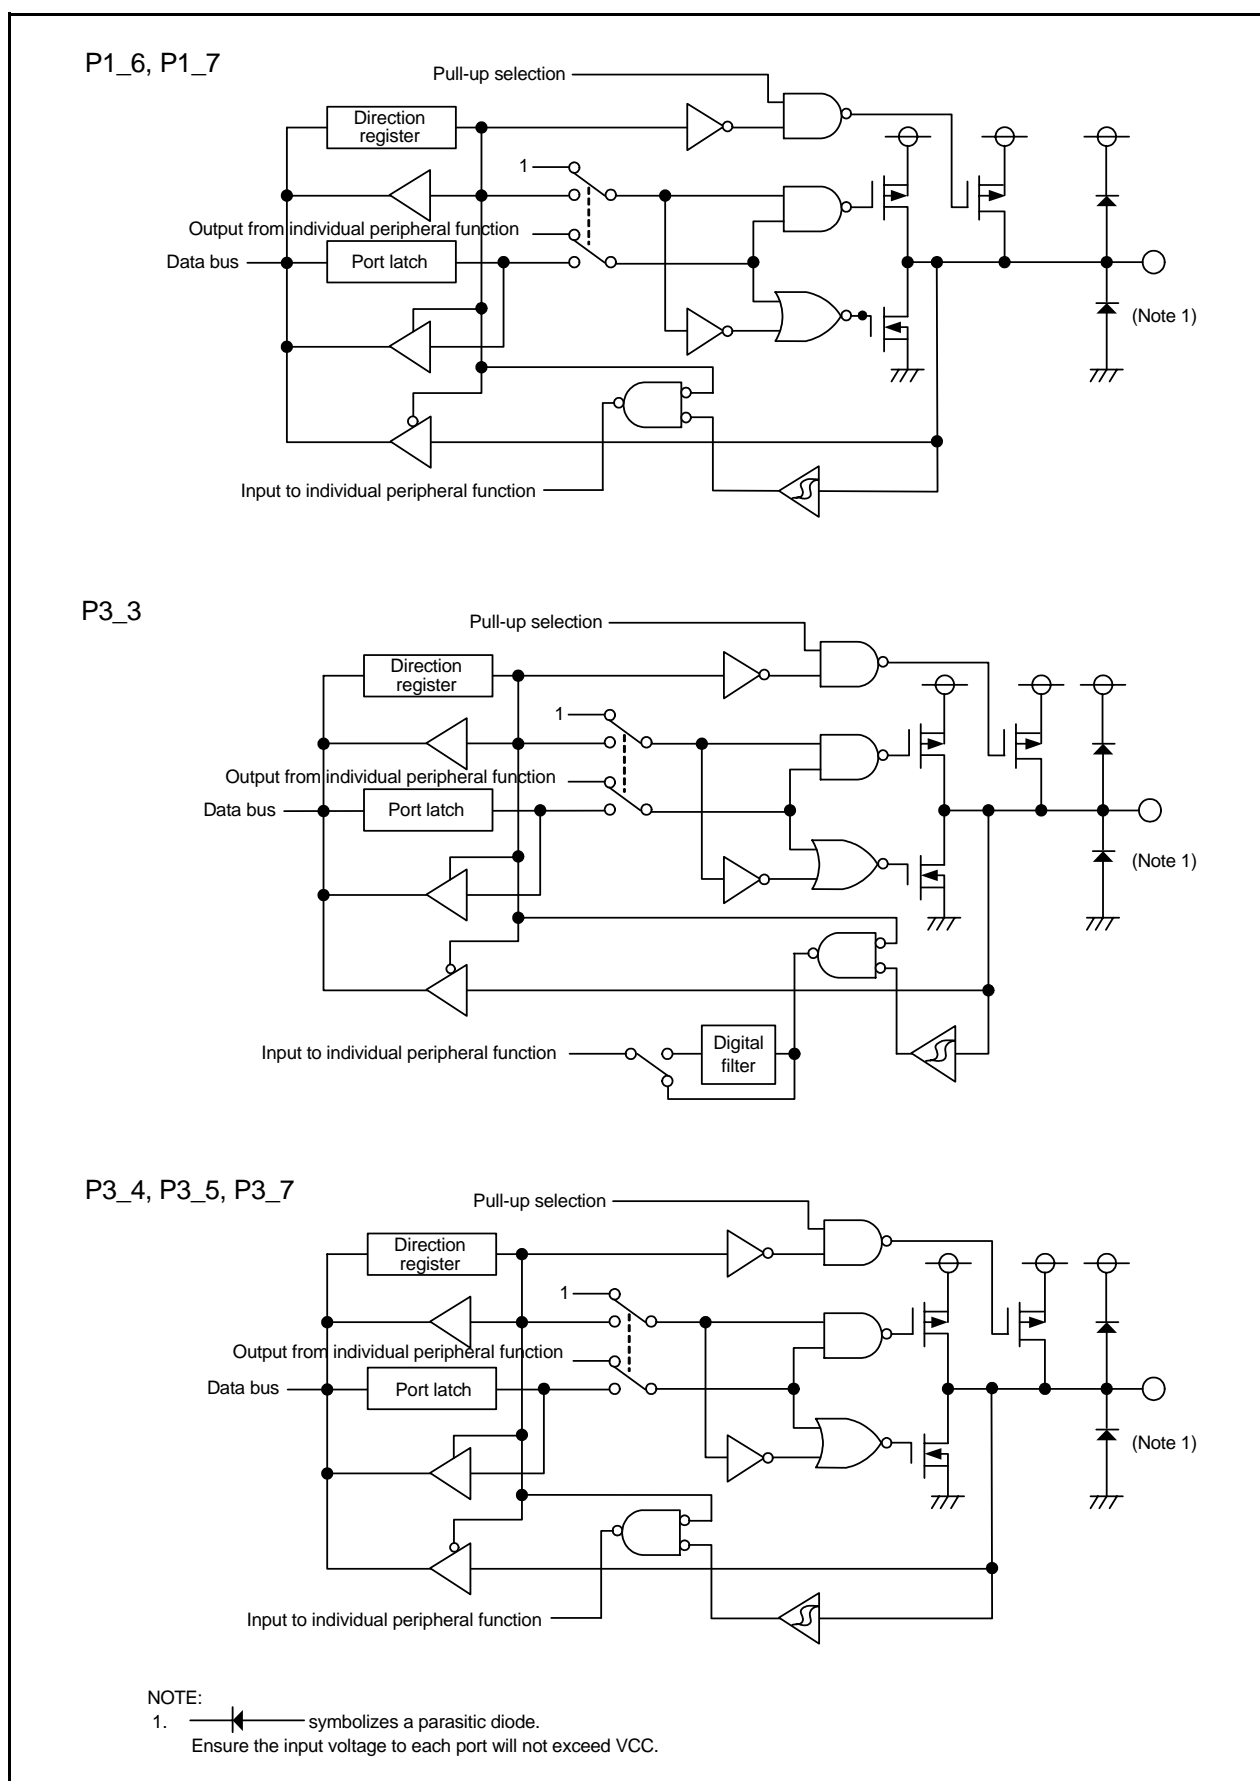 P1_6, P1_7
Pull-up selection
Direction
register
1
Output from individual peripheral function
Data bus
Port latch
(Note 1)
Input to individual peripheral function
P3_3
Pull-up selection
Direction
register
1
Output from individual peripheral function
Data bus
Port latch
(Note 1)
Input to individual peripheral function
Digital
filter
P3_4, P3_5, P3_7
Pull-up selection
Direction
register
1
Output from individual peripheral function
Data bus
Port latch
(Note 1)
Input to individual peripheral function
NOTE:
1. symbolizes a parasitic diode.
Ensure the input voltage to each port will not exceed VCC.